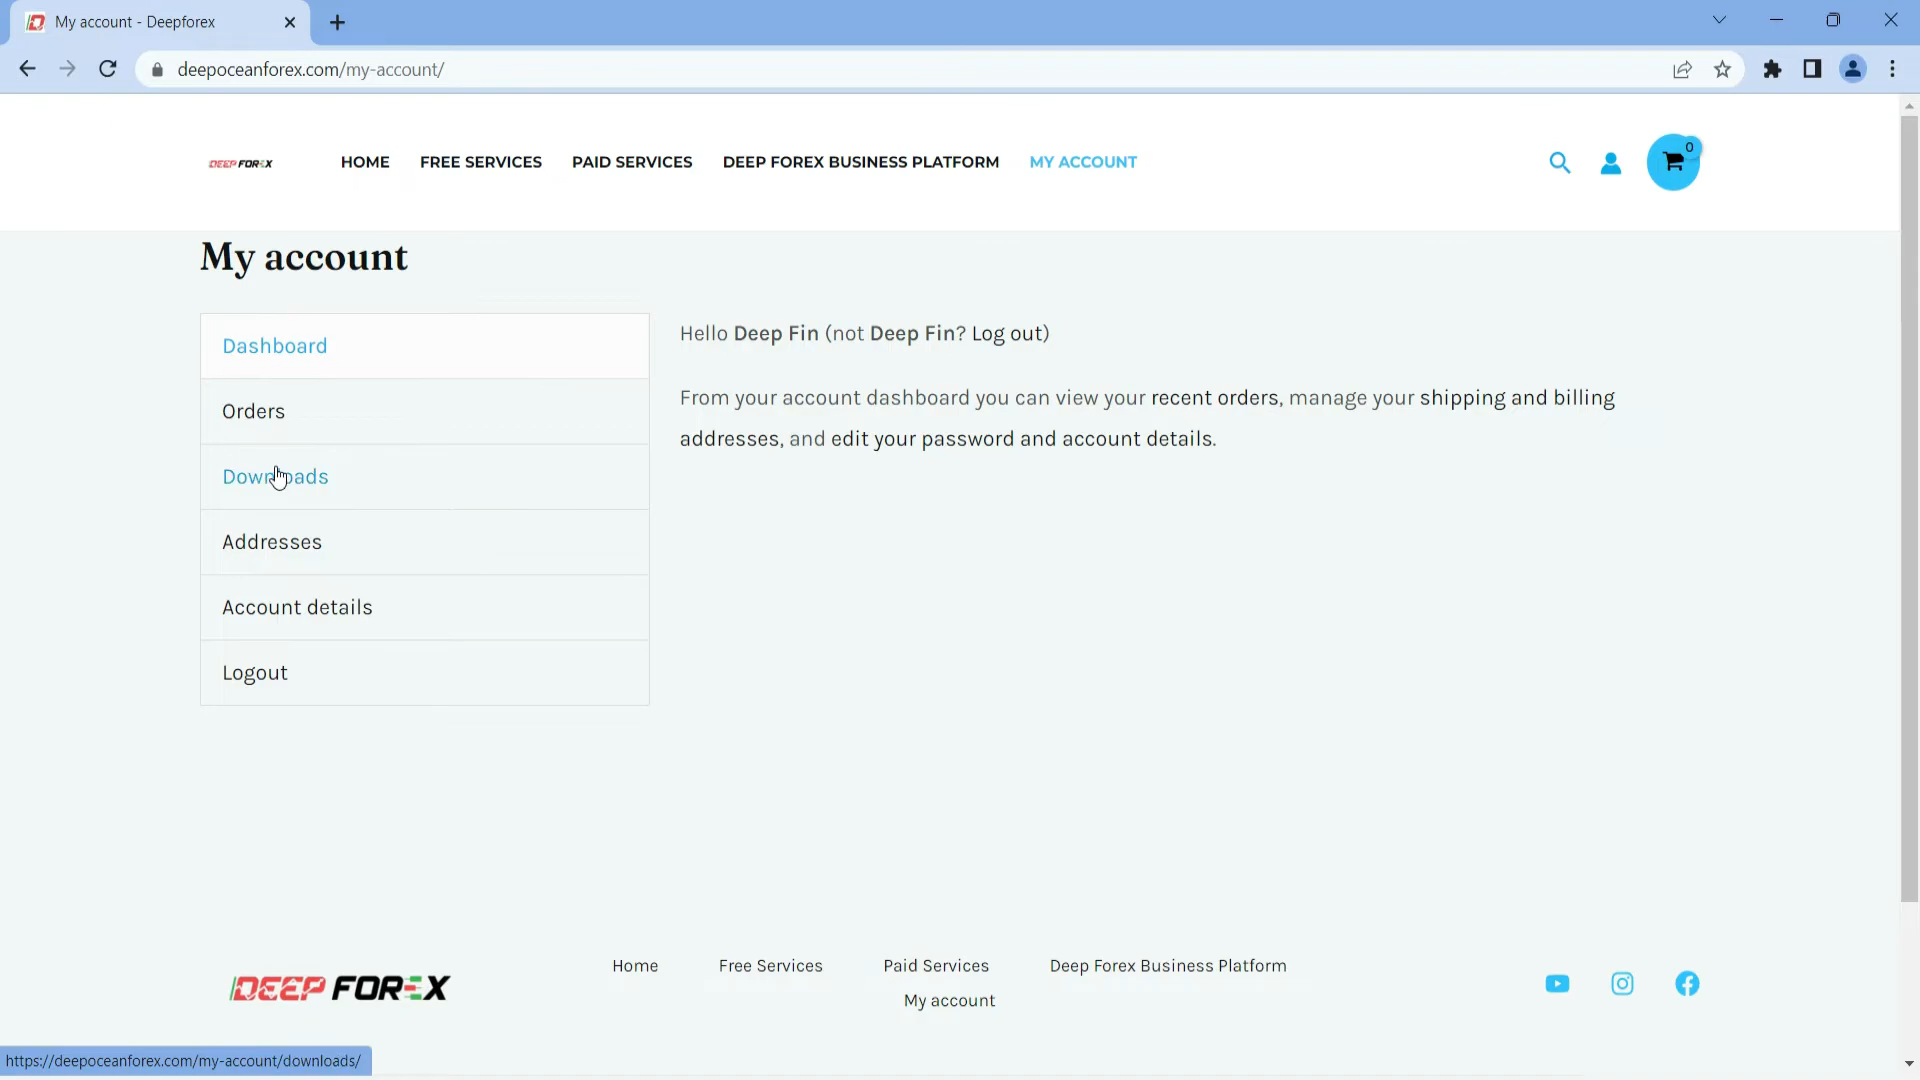 My account - Deepforex
deepoceanforex.com/my-account/
DEEP FOREX
HOME
FREE SERVICES
PAID SERVICES
DEEP FOREX BUSINESS PLATFORM
MY ACCOUNT
0
My account
Dashboard
Orders
Downloads
Addresses
Account details
Logout
Hello Deep Fin (not Deep Fin? Log out)
From your account dashboard you can view your recent orders, manage your shipping and billing
addresses, and edit your password and account details.
DEEP FOREX
Home
Free Services
Paid Services
Deep Forex Business Platform
My account
https://deepoceanforex.com/my-account/downloads/